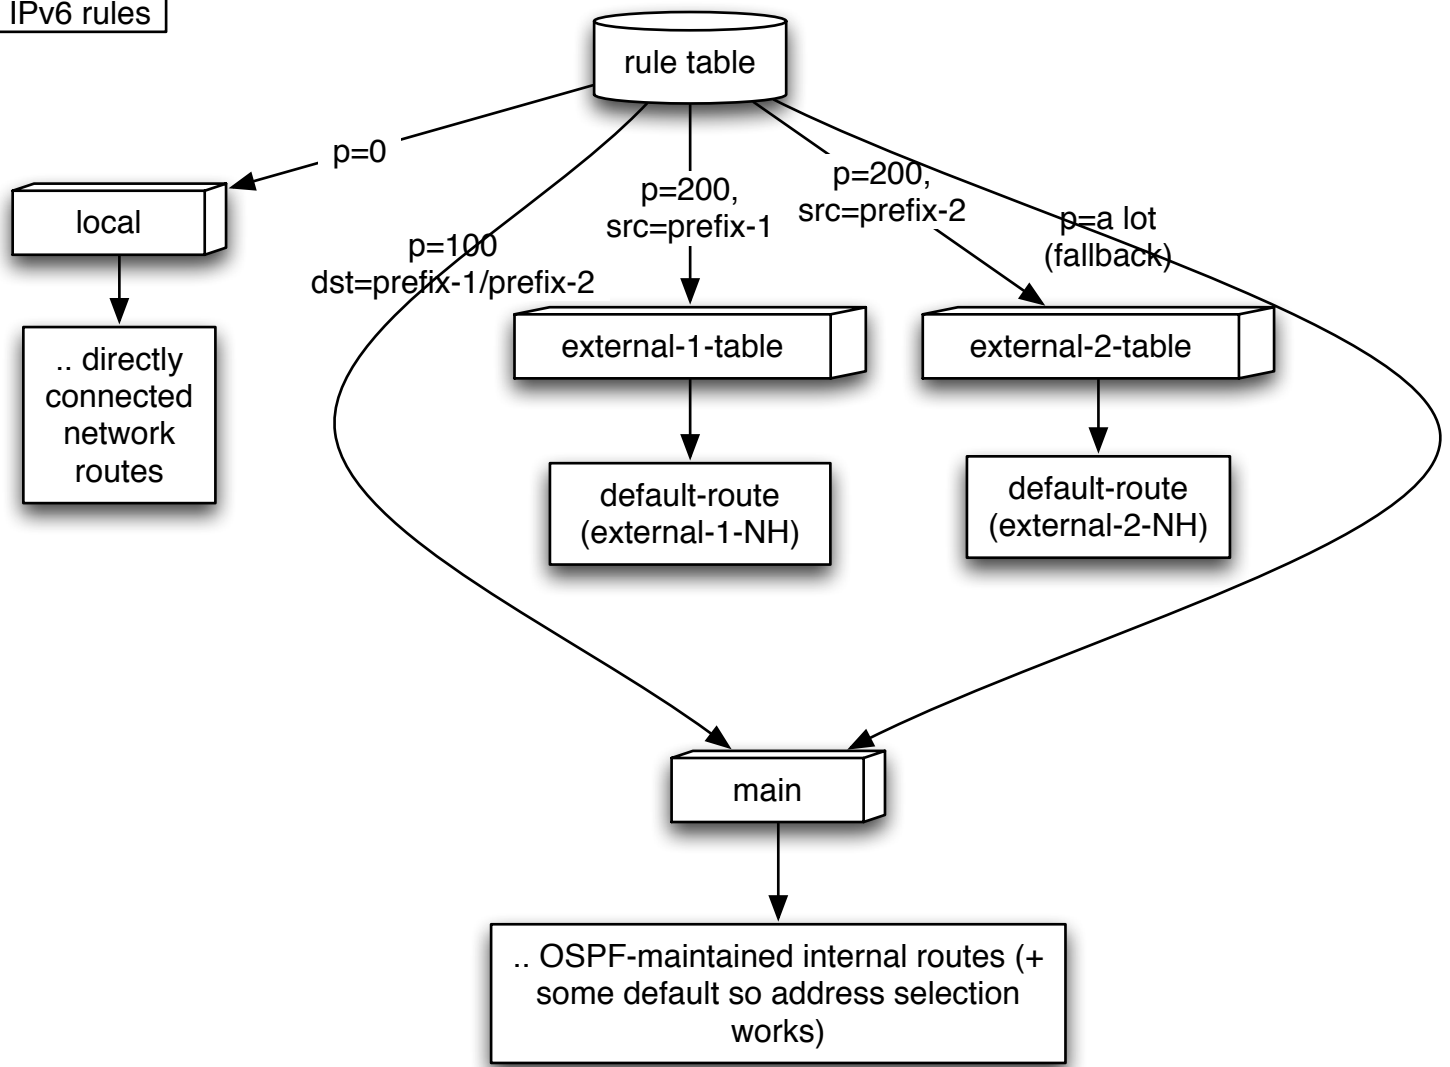 IPv6 rules
rule table
p=0
local
.. directly
connected
network
routes
p=100
dst=prefix-1/prefix-2
p=200,
src=prefix-1
p=200,
src=prefix-2
p=a lot
(fallback)
external-1-table
external-2-table
default-route
(external-1-NH)
default-route
(external-2-NH)
main
.. OSPF-maintained internal routes (+
some default so address selection
works)